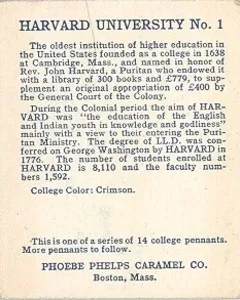 HARVARD UNIVERSITY No. 1
The oldest institution of higher education in
the United States founded as a college in 1638
at Cambridge, Mass., and named in honor of
Rev. John Harvard, a Puritan who endowed it
with a library of 300 books and £779, to sup-
plement an original appropriation of £400 by
the General Court of the Colony.
During the Colonial period the aim of HAR-
VARD was "the education of the English
and Indian youth in knowledge and godliness"
mainly with a view to their entering the Puri-
tan Ministry. The degree of LL.D. was con-
ferred on George Washington by HARVARD in
1776. The number of students enrolled at
HARVARD is 8,110 and the faculty num-
bers 1,592.
College Color: Crimson.
This is one of a series of 14 college pennants.
More pennants to follow.
PHOEBE PHELPS CARAMEL CO.
Boston, Mass.